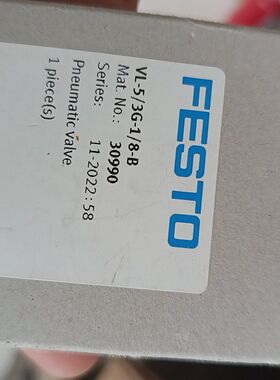 FESTO
VL-5/3G-1/8-B
Mat. No.: 30990
Series: 11-2022 : 58
Pneumatic valve
1 piece(s)